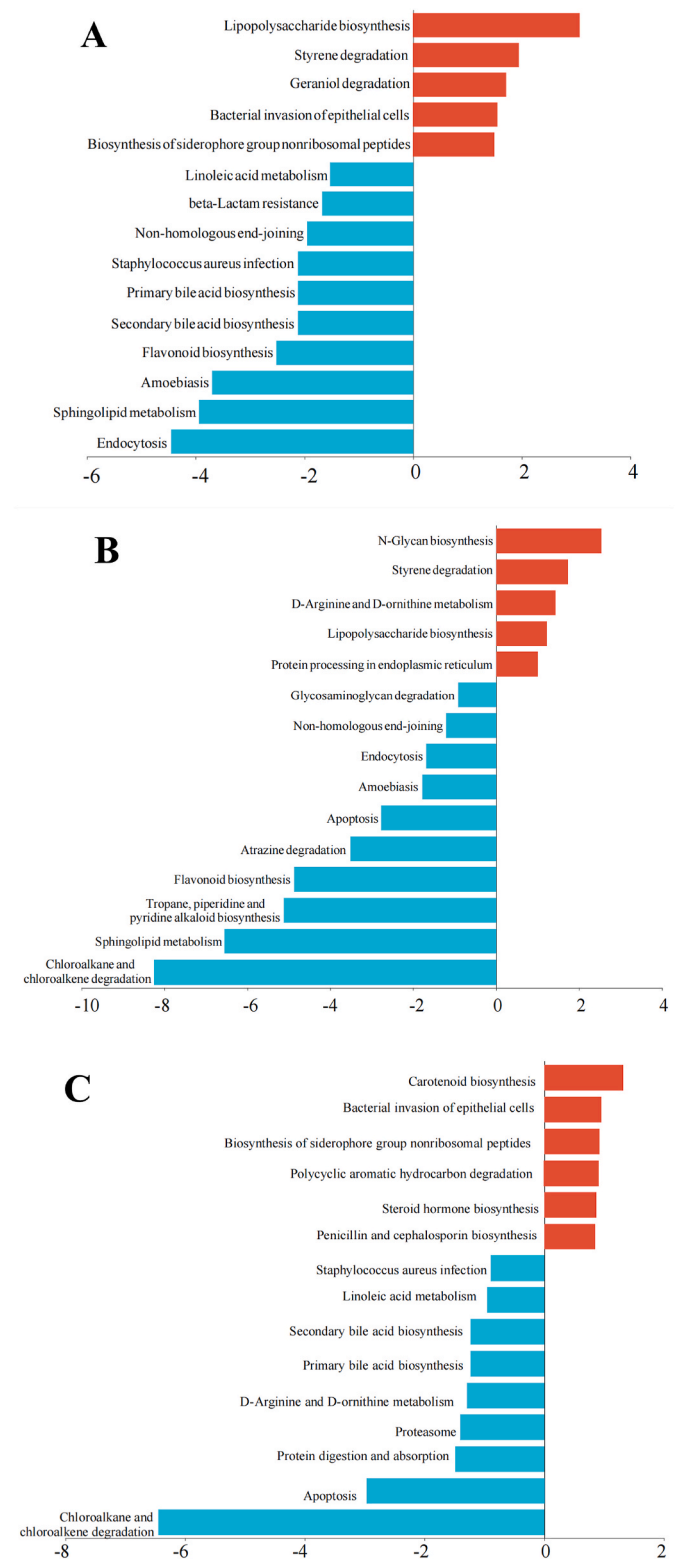 A
Lipopolysaccharide biosynthesis
Styrene degradation
Geraniol degradation
Bacterial invasion of epithelial cells
Biosynthesis of siderophore group nonribosomal peptides
Linoleic acid metabolism
beta-Lactam resistance
Non-homologous end-joining
Staphylococcus aureus infection
Primary bile acid biosynthesis
Secondary bile acid biosynthesis
Flavonoid biosynthesis
Amoebiasis
Sphingolipid metabolism
Endocytosis
-6 -4 -2 0 2 4
B
N-Glycan biosynthesis
Styrene degradation
D-Arginine and D-ornithine metabolism
Lipopolysaccharide biosynthesis
Protein processing in endoplasmic reticulum
Glycosaminoglycan degradation
Non-homologous end-joining
Endocytosis
Amoebiasis
Apoptosis
Atrazine degradation
Flavonoid biosynthesis
Tropane, piperidine and
pyridine alkaloid biosynthesis
Sphingolipid metabolism
Chloroalkane and
chloroalkene degradation
-10 -8 -6 -4 -2 0 2 4
C
Carotenoid biosynthesis
Bacterial invasion of epithelial cells
Biosynthesis of siderophore group nonribosomal peptides
Polycyclic aromatic hydrocarbon degradation
Steroid hormone biosynthesis
Penicillin and cephalosporin biosynthesis
Staphylococcus aureus infection
Linoleic acid metabolism
Secondary bile acid biosynthesis
Primary bile acid biosynthesis
D-Arginine and D-ornithine metabolism
Proteasome
Protein digestion and absorption
Apoptosis
Chloroalkane and
chloroalkene degradation
-8 -6 -4 -2 0 2